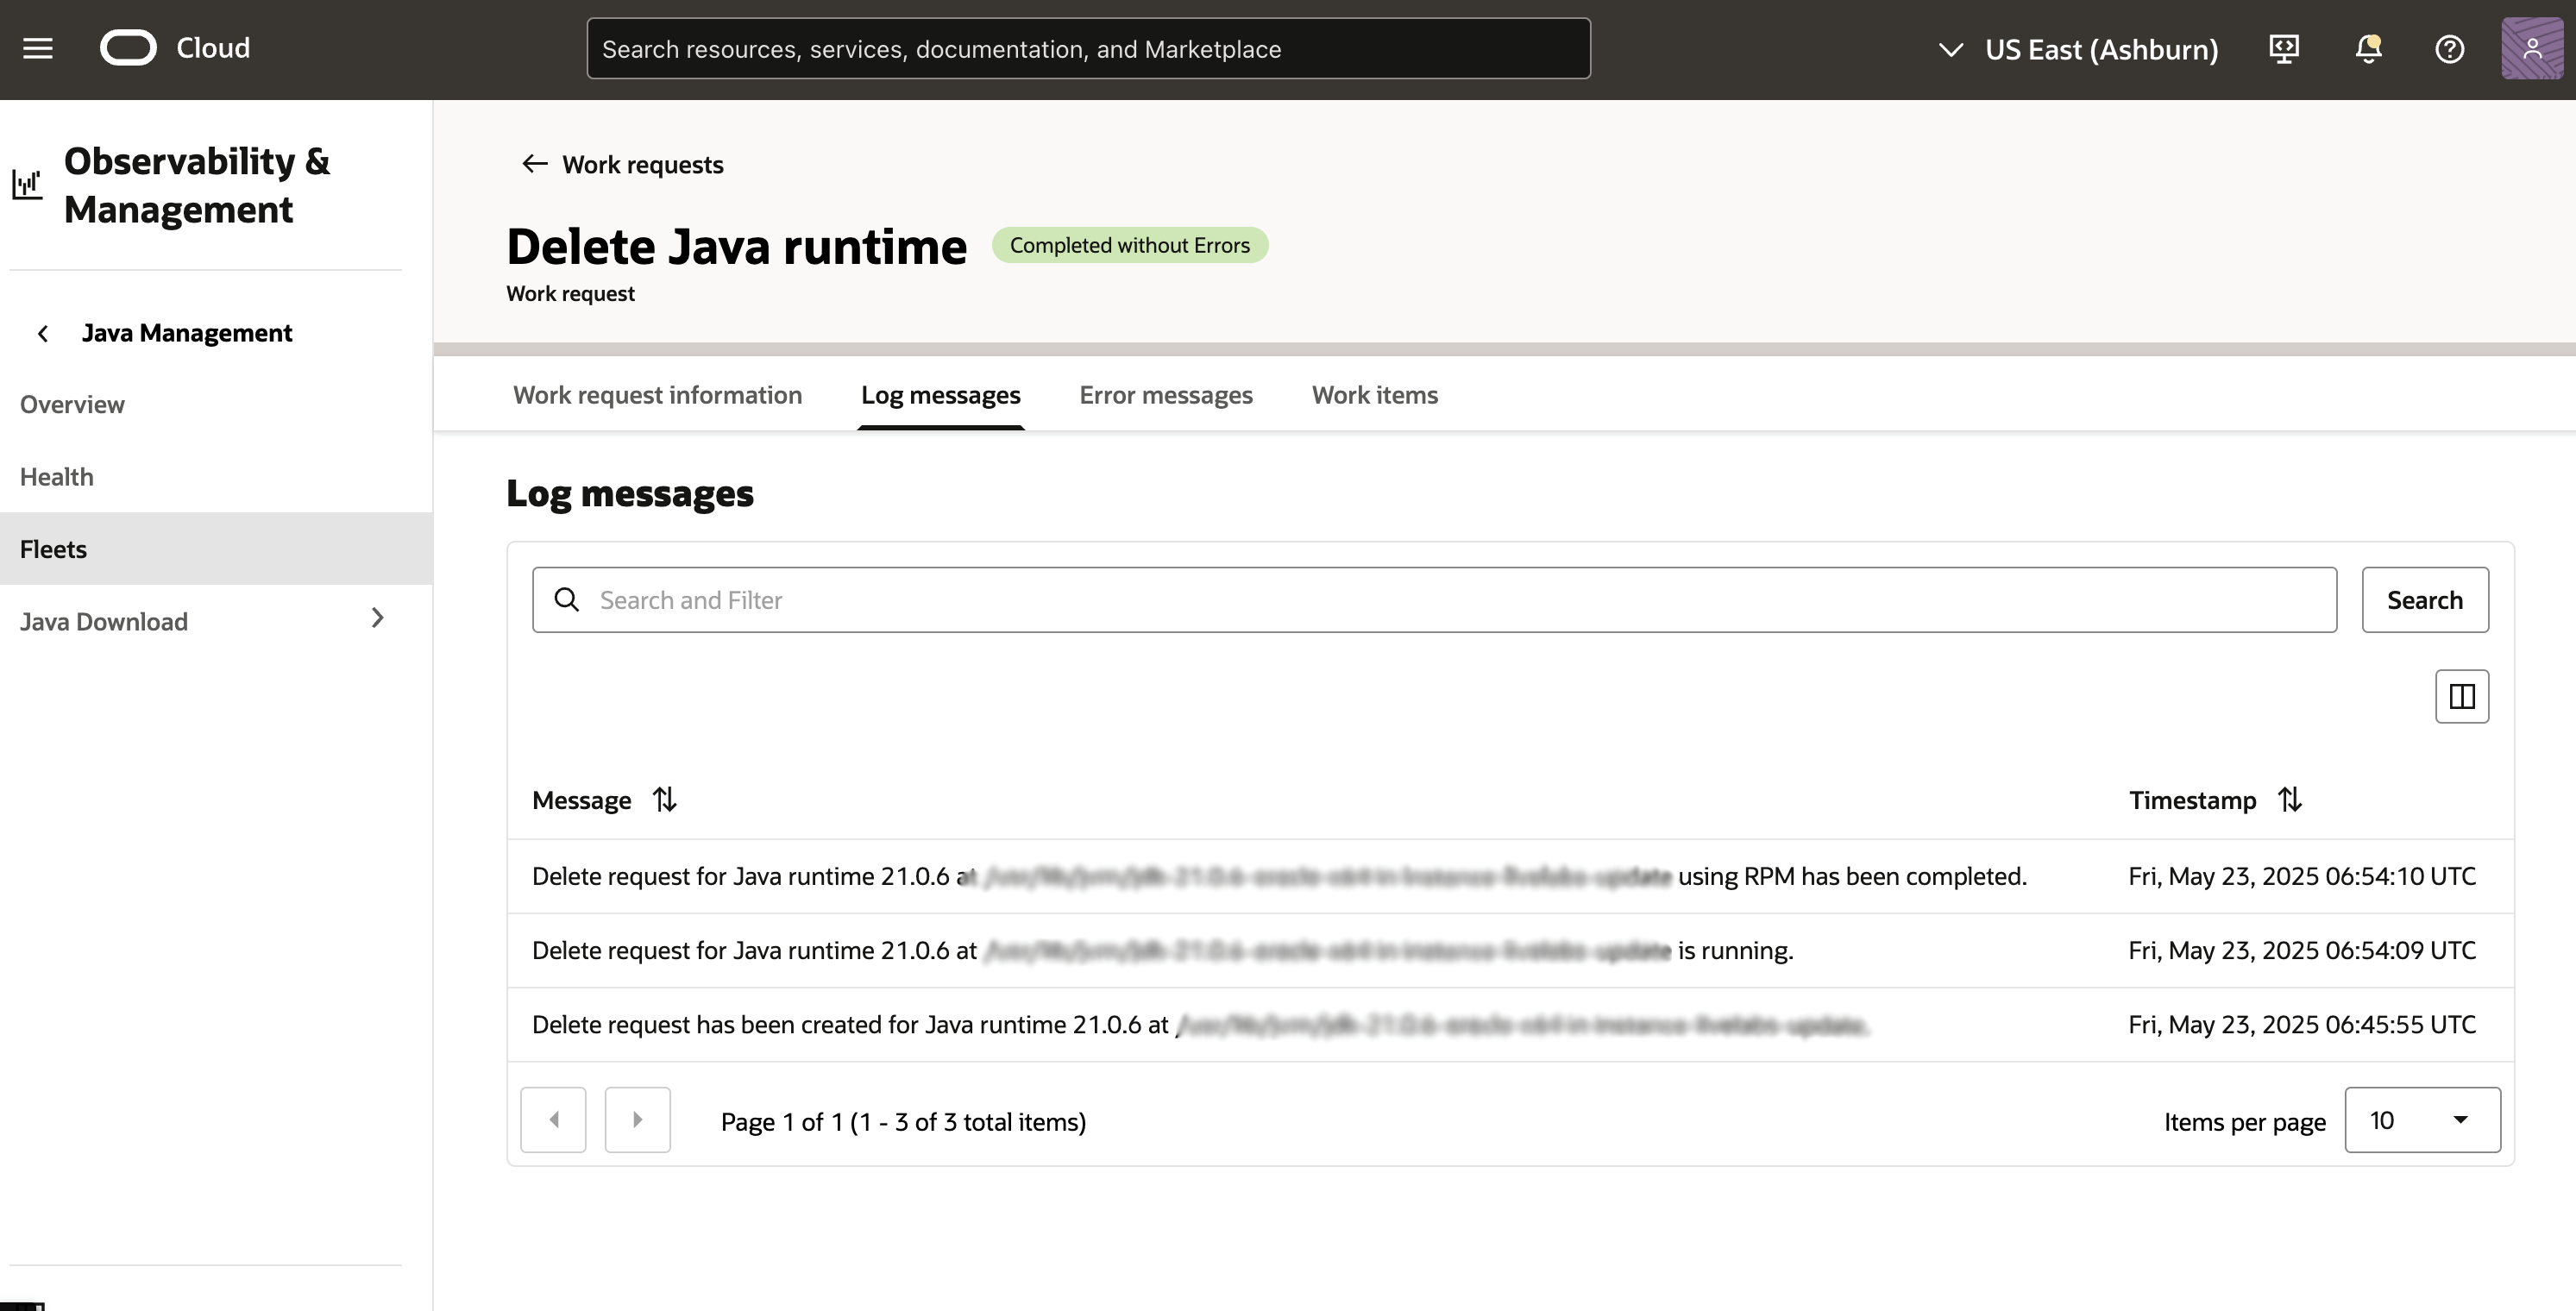 Cloud
Search resources, services, documentation, and Marketplace
US East (Ashburn)
Observability &
Management
Java Management
Overview
Health
Fleets
Java Download
Work requests
Delete Java runtime
Completed without Errors
Work request
Work request information
Log messages
Error messages
Work items
Log messages
Search and Filter
Search
Message
Timestamp
Delete request for Java runtime 21.0.6 at using RPM has been completed. Fri, May 23, 2025 06:54:10 UTC
Delete request for Java runtime 21.0.6 at is running. Fri, May 23, 2025 06:54:09 UTC
Delete request has been created for Java runtime 21.0.6 at Fri, May 23, 2025 06:45:55 UTC
Page 1 of 1 (1 - 3 of 3 total items)
Items per page
10